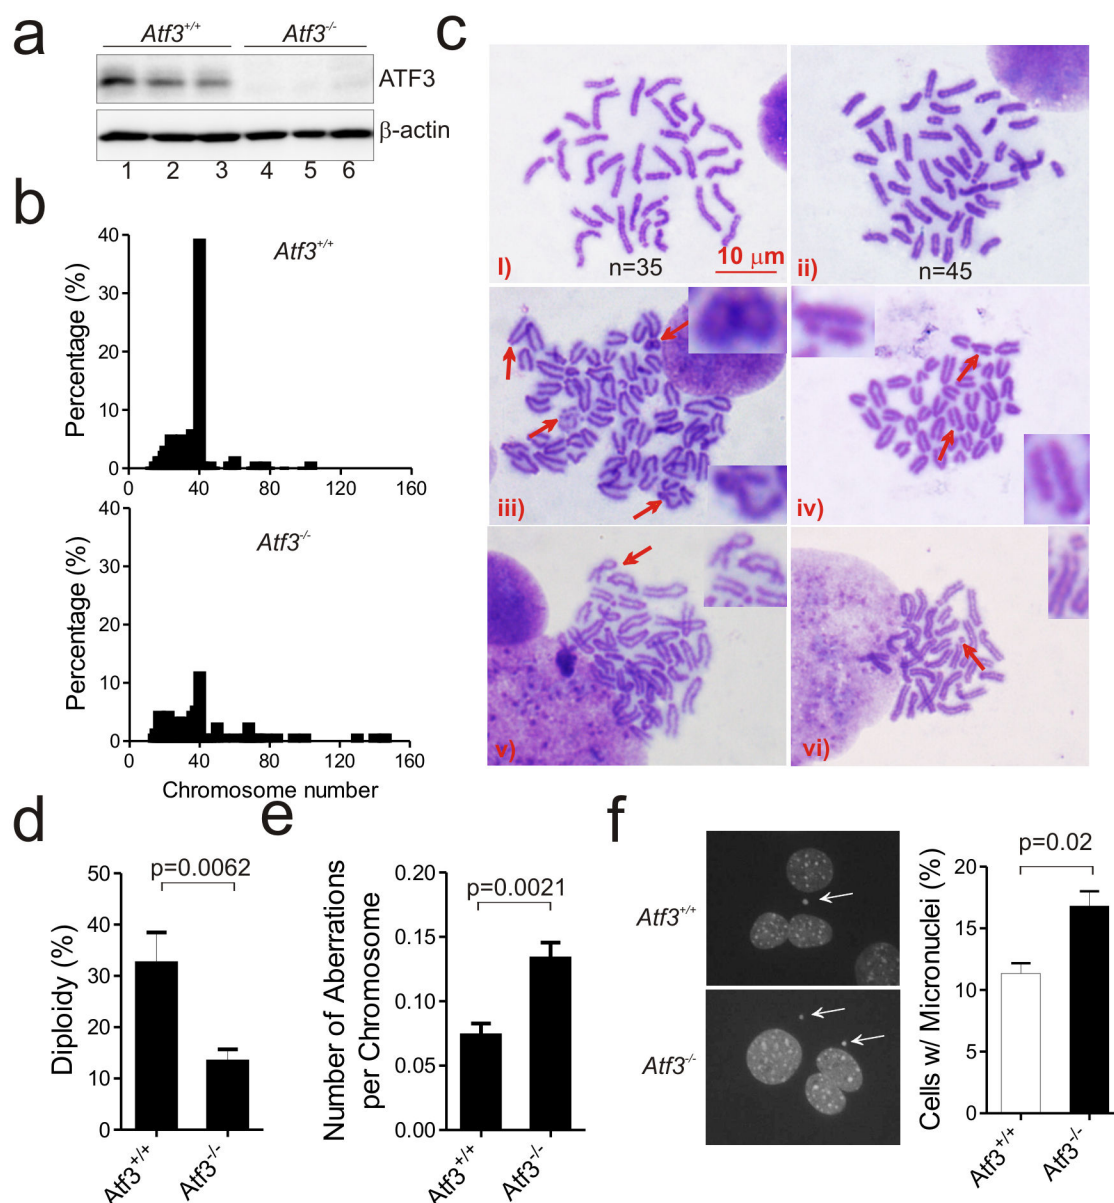 a
Atf3+/+ Atf3-/-
ATF3
β-actin
1 2 3 4 5 6
b
Percentage (%)
40
30
20
10
0
Atf3+/+
0 40 80 120 160
Percentage (%)
40
30
20
10
0
Atf3-/-
0 40 80 120 160
Chromosome number
c
I) n=35 10 μm
ii) n=45
iii)
iv)
v)
vi)
d
p=0.0062
Diploidy (%)
50
40
30
20
10
0
Atf3+/+ Atf3-/-
e
p=0.0021
Number of Aberrations
per Chromosome
0.20
0.15
0.10
0.05
0.00
Atf3+/+ Atf3-/-
f
Atf3+/+
Atf3-/-
p=0.02
Cells w/ Micronuclei (%)
20
15
10
5
0
Atf3+/+ Atf3-/-